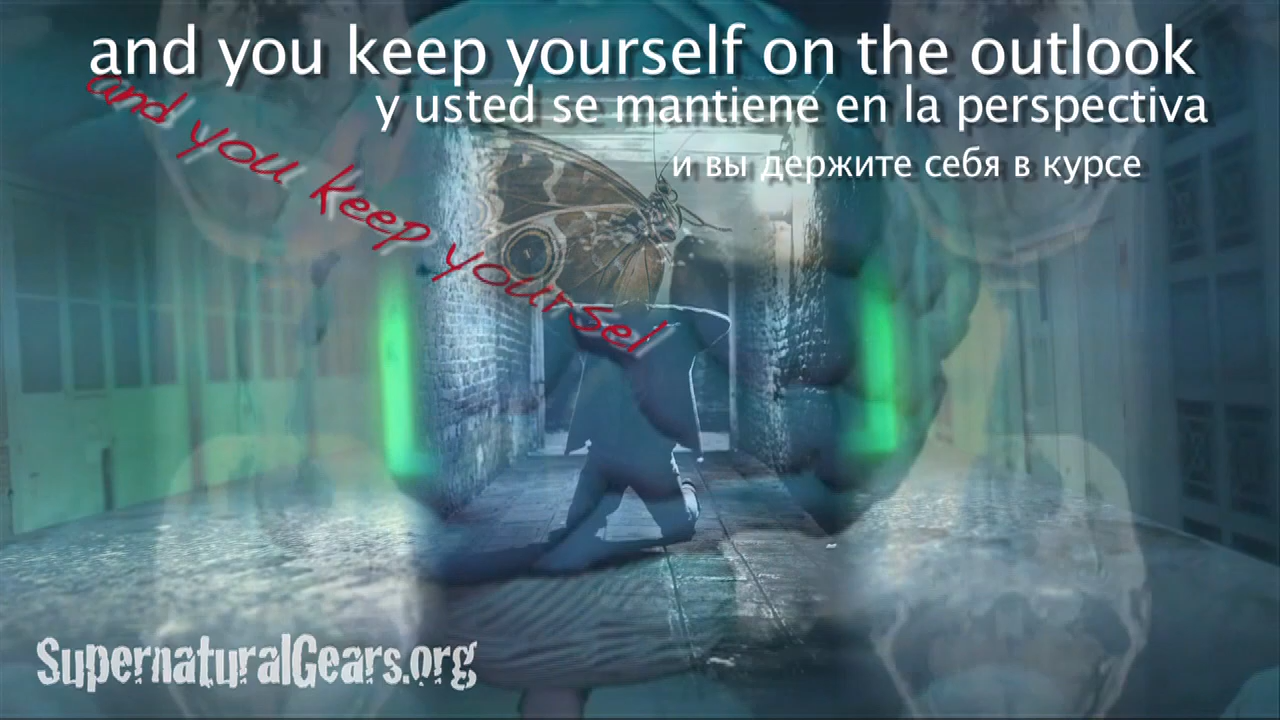 and you keep yourself on the outlook
y usted se mantiene en la perspectiva
и вы держите себя в курсе
and you keep yoursel
SupernaturalGears.org